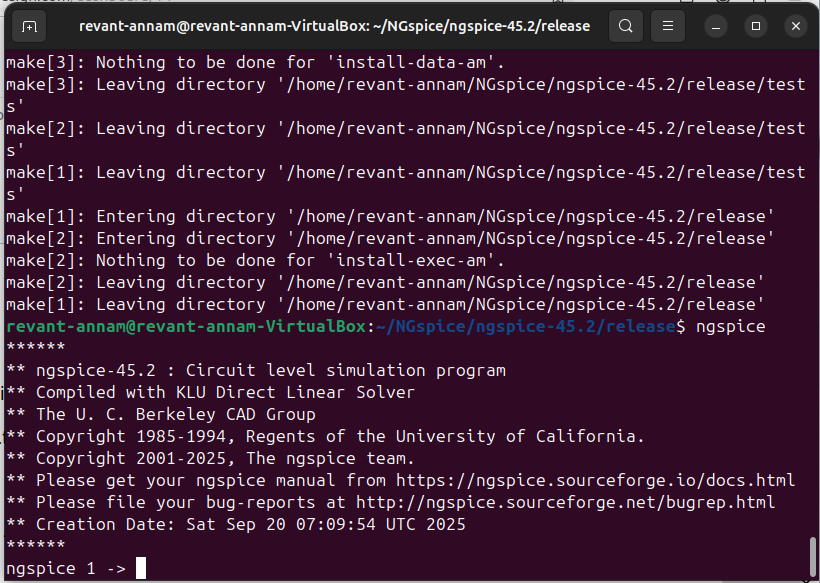 revant-annam@revant-annam-VirtualBox: ~/NGspice/ngspice-45.2/release
make[3]: Nothing to be done for 'install-data-am'.
make[3]: Leaving directory '/home/revant-annam/NGspice/ngspice-45.2/release/test
s'
make[2]: Leaving directory '/home/revant-annam/NGspice/ngspice-45.2/release/test
s'
make[1]: Leaving directory '/home/revant-annam/NGspice/ngspice-45.2/release/test
s'
make[1]: Entering directory '/home/revant-annam/NGspice/ngspice-45.2/release'
make[2]: Entering directory '/home/revant-annam/NGspice/ngspice-45.2/release'
make[2]: Nothing to be done for 'install-exec-am'.
make[2]: Leaving directory '/home/revant-annam/NGspice/ngspice-45.2/release'
make[1]: Leaving directory '/home/revant-annam/NGspice/ngspice-45.2/release'
revant-annam@revant-annam-VirtualBox:~/NGspice/ngspice-45.2/release$ ngspice
******
** ngspice-45.2 : Circuit level simulation program
** Compiled with KLU Direct Linear Solver
** The U. C. Berkeley CAD Group
** Copyright 1985-1994, Regents of the University of California.
** Copyright 2001-2025, The ngspice team.
** Please get your ngspice manual from https://ngspice.sourceforge.io/docs.html
** Please file your bug-reports at http://ngspice.sourceforge.net/bugrep.html
** Creation Date: Sat Sep 20 07:09:54 UTC 2025
******
ngspice 1 ->